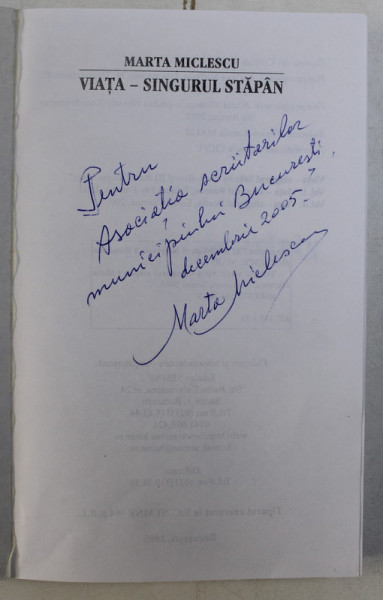 MARTA MICLESCU
VIAȚA – SINGURUL STĂPÂN
Pentru
Asociația scriitorilor
municipiului București,
decembrie 2005 –
Marta Miclescu